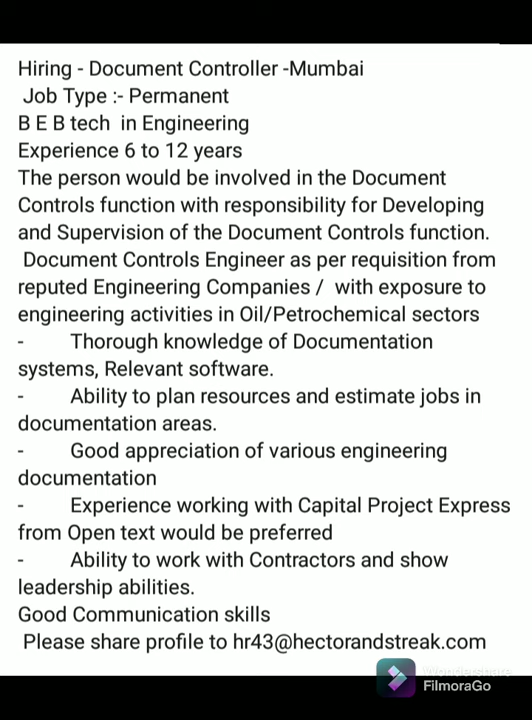 Hiring - Document Controller -Mumbai
Job Type :- Permanent
B E B tech in Engineering
Experience 6 to 12 years
The person would be involved in the Document
Controls function with responsibility for Developing
and Supervision of the Document Controls function.
Document Controls Engineer as per requisition from
reputed Engineering Companies / with exposure to
engineering activities in Oil/Petrochemical sectors
- Thorough knowledge of Documentation
systems, Relevant software.
- Ability to plan resources and estimate jobs in
documentation areas.
- Good appreciation of various engineering
documentation
- Experience working with Capital Project Express
from Open text would be preferred
- Ability to work with Contractors and show
leadership abilities.
Good Communication skills
Please share profile to hr43@hectorandstreak.com
Wondershare
FilmoraGo